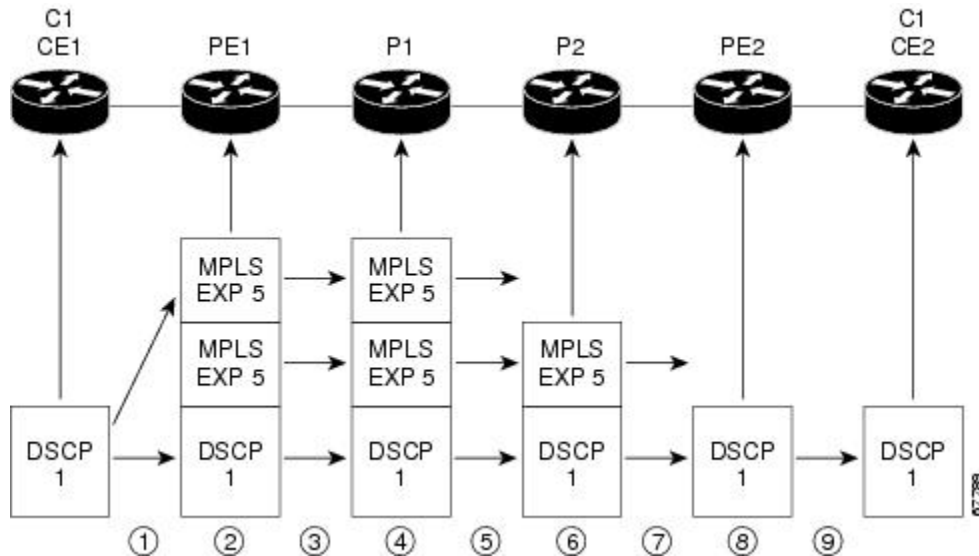 C1
CE1
PE1
P1
P2
PE2
C1
CE2
MPLS
EXP 5
MPLS
EXP 5
MPLS
EXP 5
MPLS
EXP 5
MPLS
EXP 5
DSCP
1
DSCP
1
DSCP
1
DSCP
1
DSCP
1
DSCP
1
1
2
3
4
5
6
7
8
9